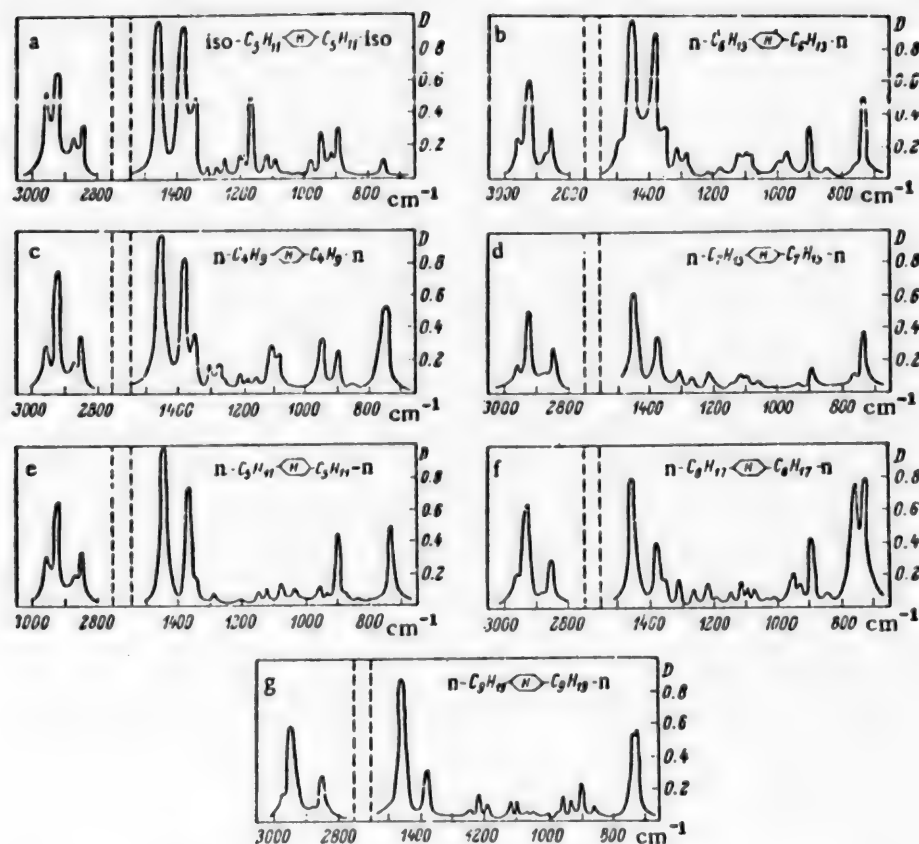 a iso-C₅H₁₁ H C₅H₁₁-iso D
0.8
0.6
0.4
0.2
3000 2800 1400 1200 1000 800 cm⁻¹
b n-C₆H₁₃ H C₆H₁₃-n D
0.8
0.6
0.4
0.2
3000 2800 1400 1200 1000 800 cm⁻¹
c n-C₄H₉ H C₄H₉-n D
0.8
0.6
0.4
0.2
3000 2800 1400 1200 1000 800 cm⁻¹
d n-C₇H₁₅ H C₇H₁₅-n D
0.8
0.6
0.4
0.2
3000 2800 1400 1200 1000 800 cm⁻¹
e n-C₅H₁₁ H C₅H₁₁-n D
0.8
0.6
0.4
0.2
3000 2800 1400 1200 1000 800 cm⁻¹
f n-C₈H₁₇ H C₈H₁₇-n D
0.8
0.6
0.4
0.2
3000 2800 1400 1200 1000 800 cm⁻¹
g n-C₉H₁₉ H C₉H₁₉-n D
0.8
0.6
0.4
0.2
3000 2800 1400 1200 1000 800 cm⁻¹